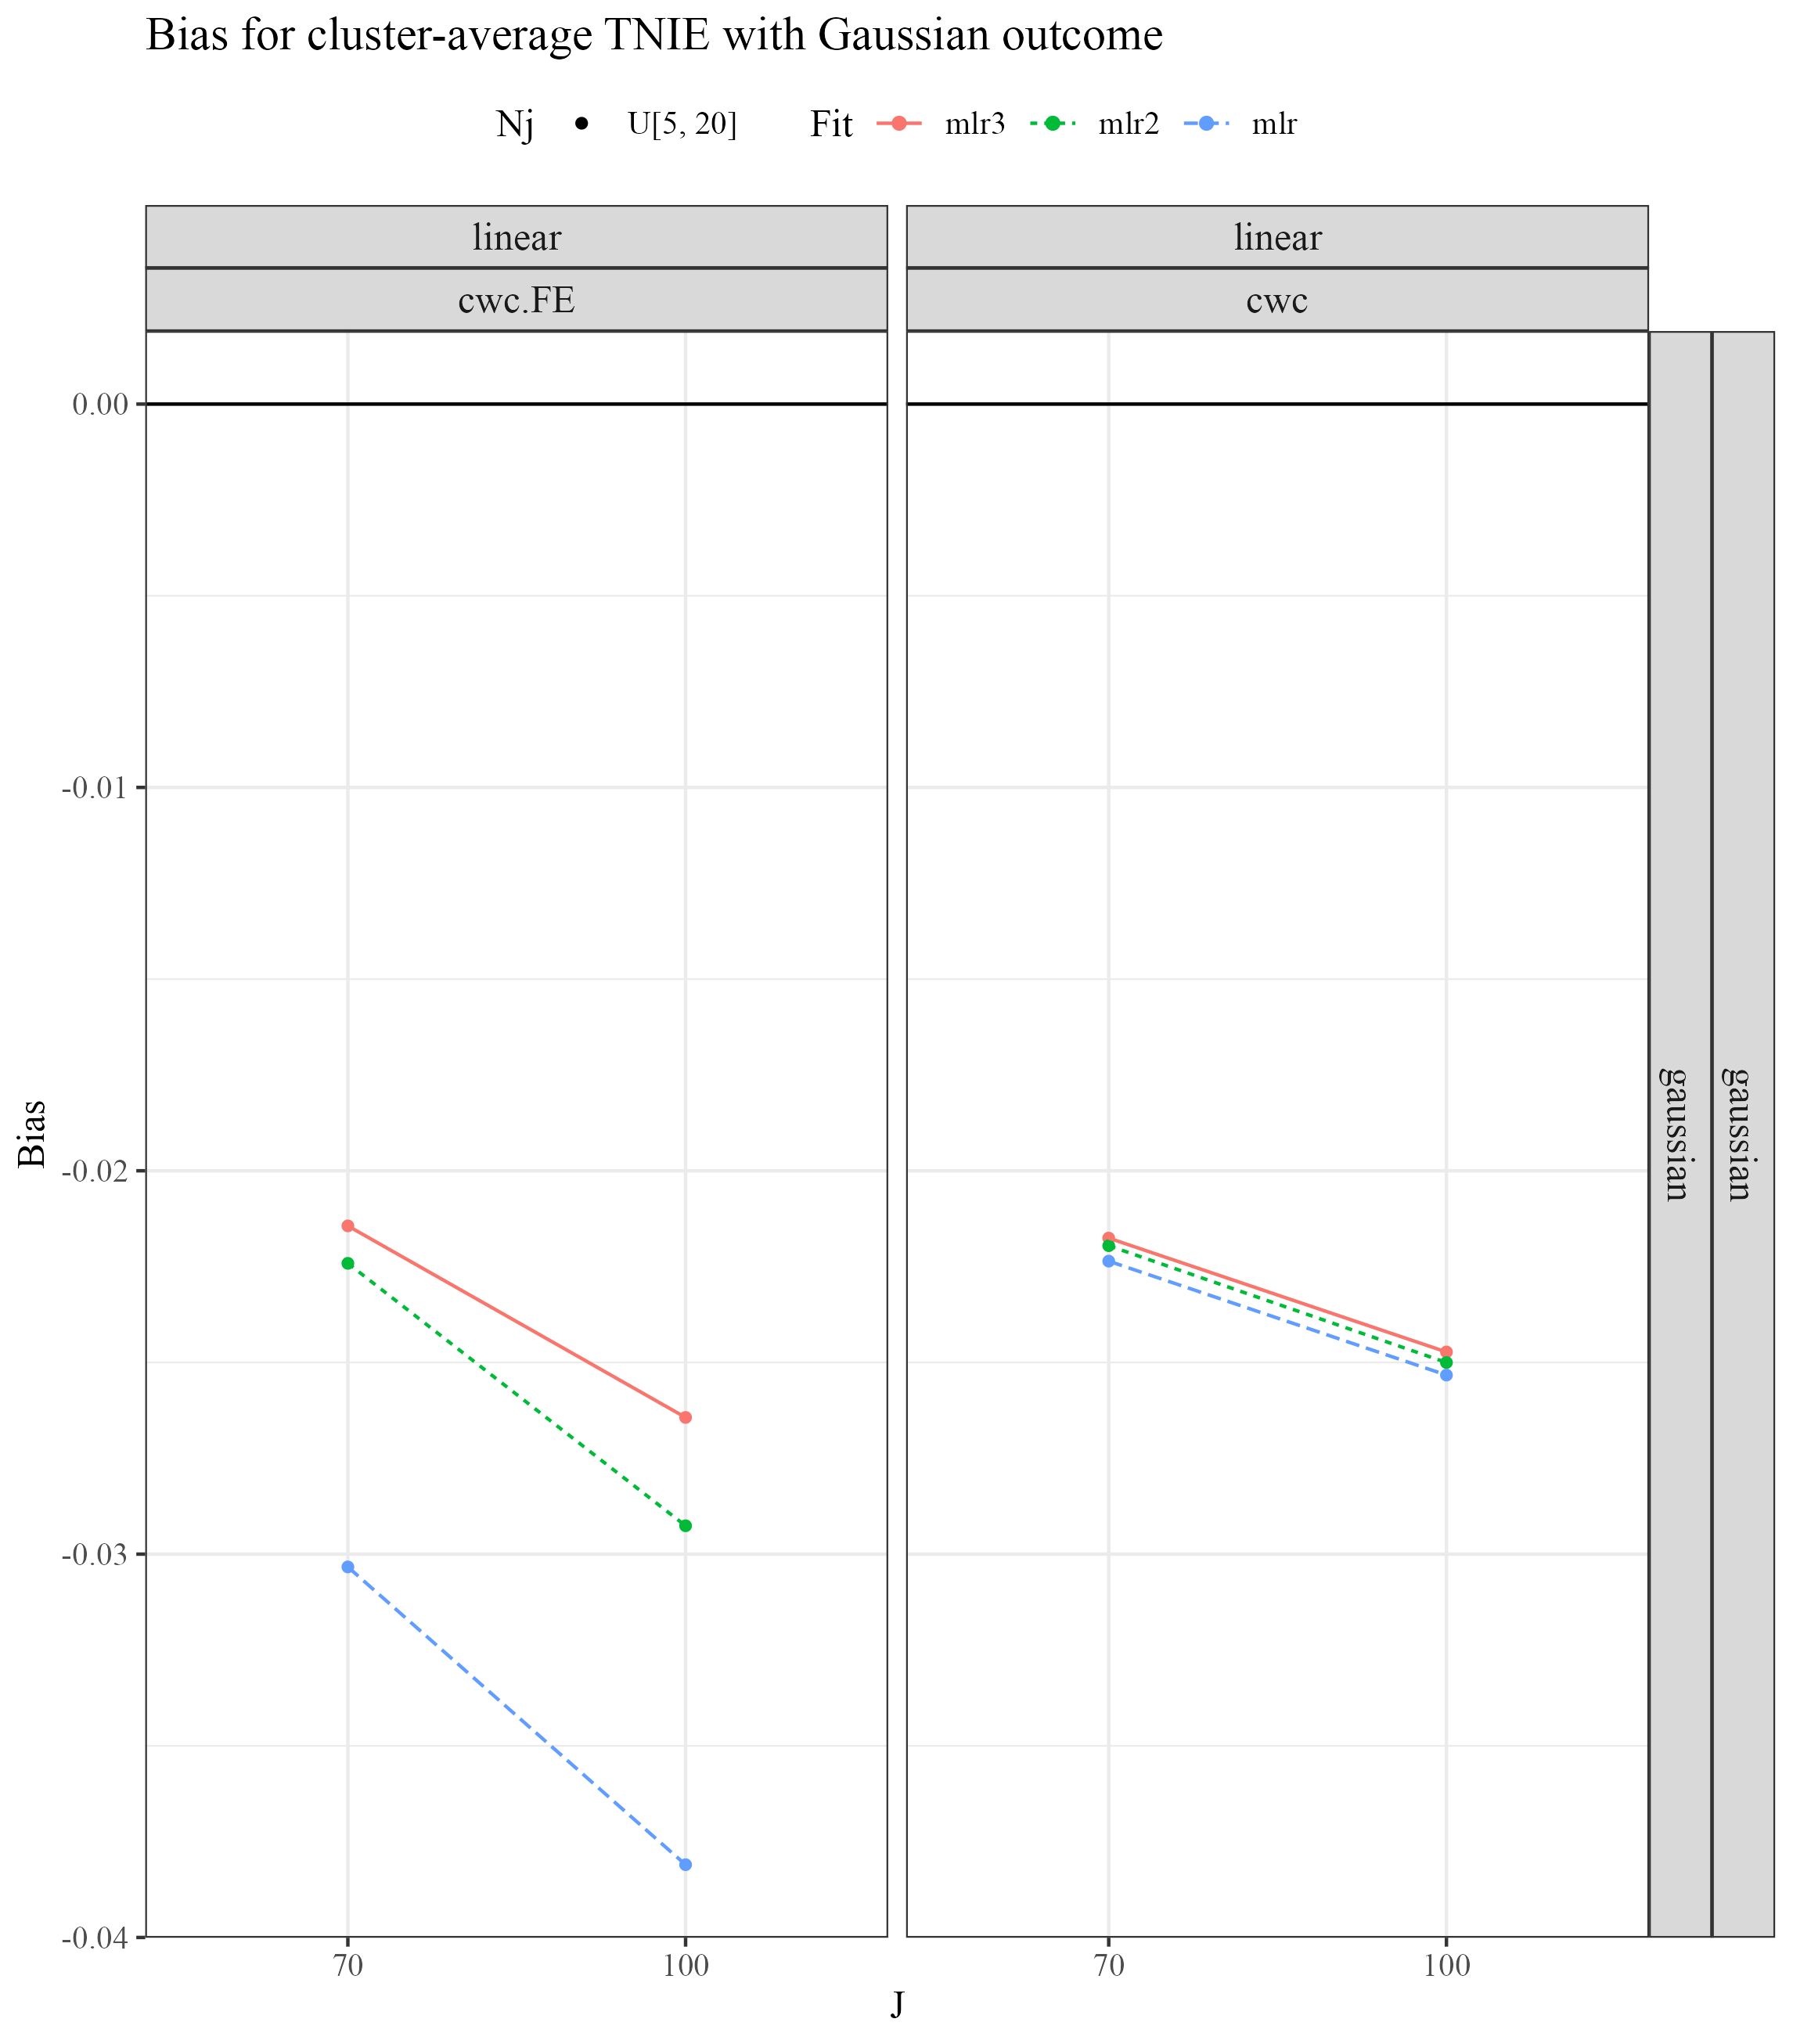 Bias for cluster-average TNIE with Gaussian outcome
Nj U[5, 20] Fit mlr3 mlr2 mlr
linear linear
cwc.FE cwc
0.00
-0.01
-0.02
-0.03
-0.04
Bias
gaussian
gaussian
70 100 70 100
J